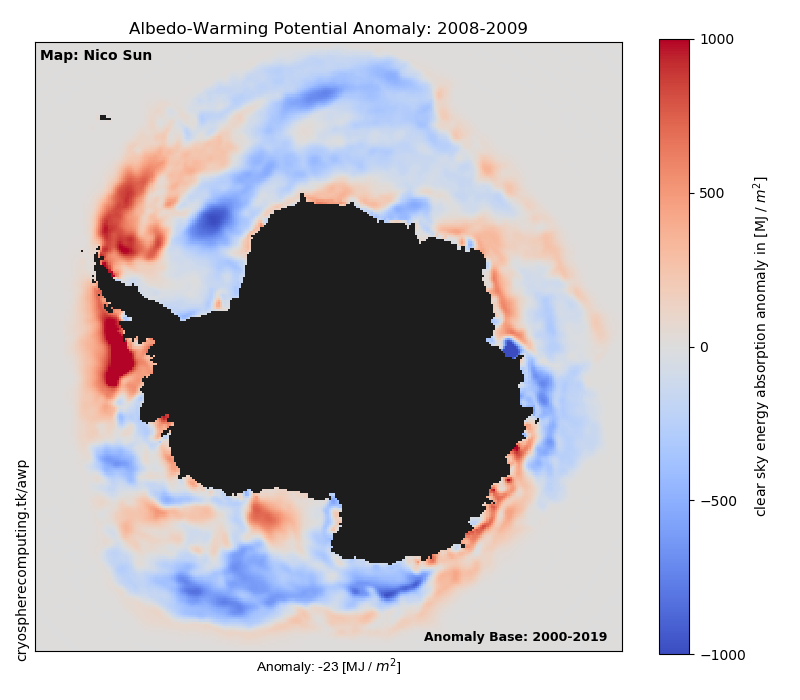 Albedo-Warming Potential Anomaly: 2008-2009
Map: Nico Sun
cryospherecomputing.tk/awp
Anomaly Base: 2000-2019
Anomaly: -23 [MJ / m²]
1000
500
0
−500
−1000
clear sky energy absorption anomaly in [MJ / m²]